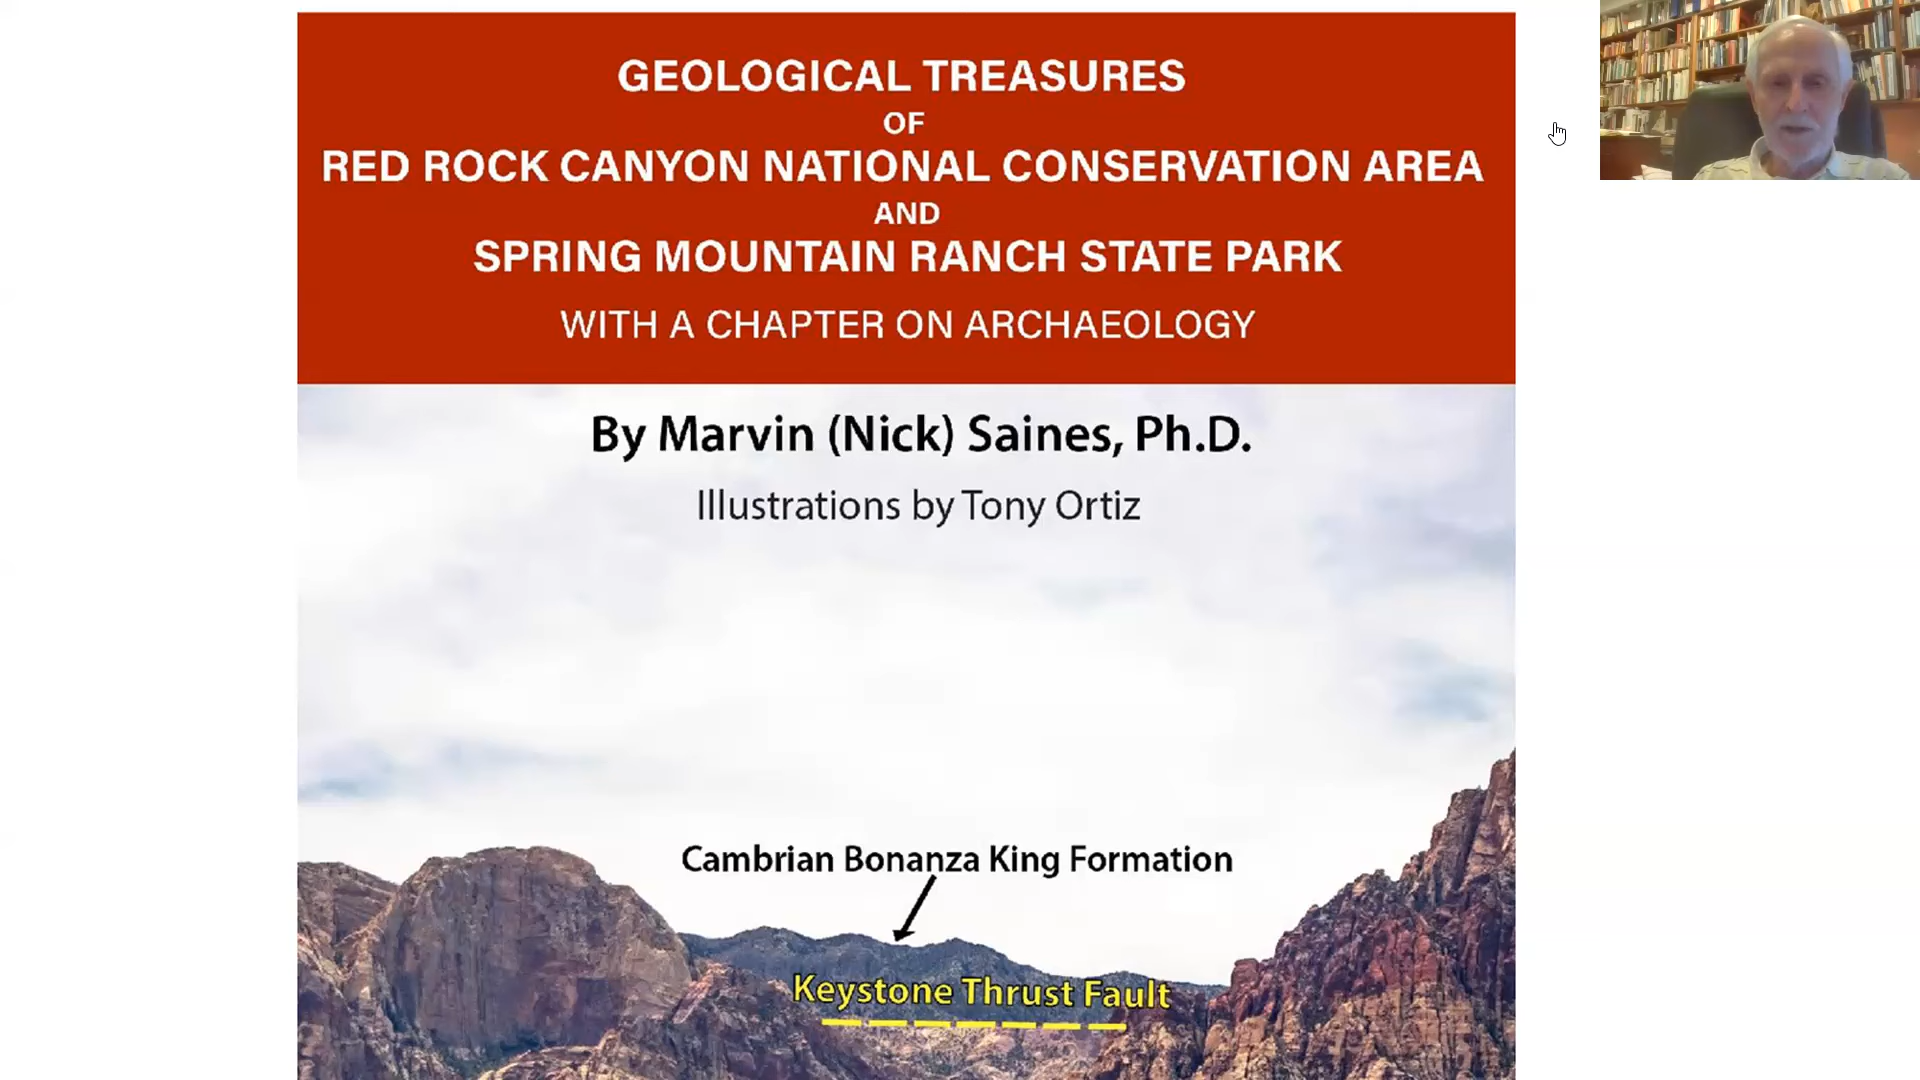 GEOLOGICAL TREASURES
OF
RED ROCK CANYON NATIONAL CONSERVATION AREA
AND
SPRING MOUNTAIN RANCH STATE PARK
WITH A CHAPTER ON ARCHAEOLOGY
By Marvin (Nick) Saines, Ph.D.
Illustrations by Tony Ortiz
Cambrian Bonanza King Formation
Keystone Thrust Fault